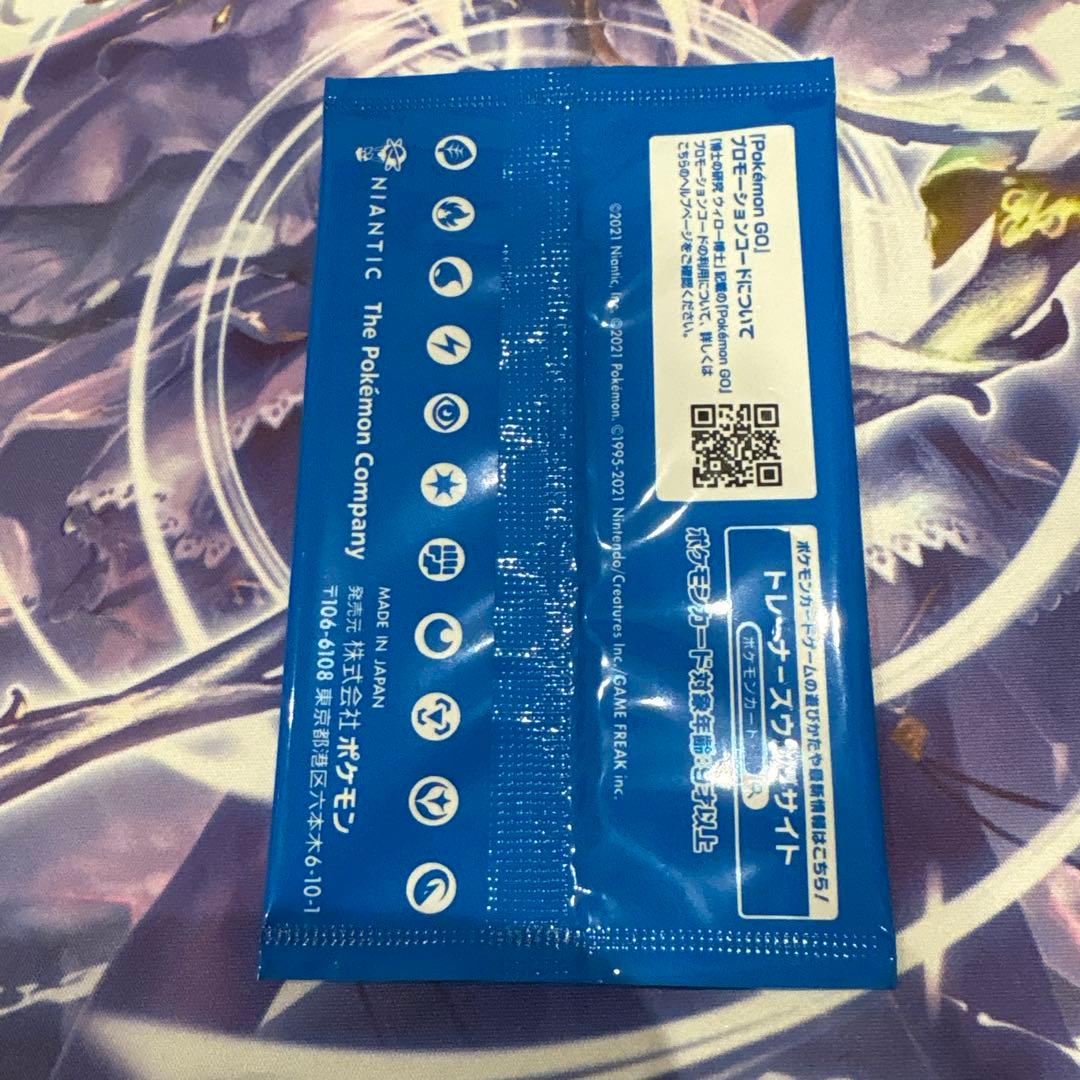 「Pokémon GO」
プロモーションコードについて
「博士の研究 ウィロー博士」記載の「Pokémon GO」
プロモーションコードの利用について、詳しくは
こちらのヘルプページをご確認ください。
ポケモンカードゲームの遊びかたや最新情報はこちら!
トレーナーズウェブサイト
ポケモンカード
ポケモンカード対象年齢:9才以上
©2021 Niantic, Inc. ©2021 Pokémon. ©1995-2021 Nintendo/Creatures Inc./GAME FREAK inc.
NIANTIC
The Pokémon Company
MADE IN JAPAN
発売元 株式会社ポケモン
〒106-6108 東京都港区六本木6-10-1